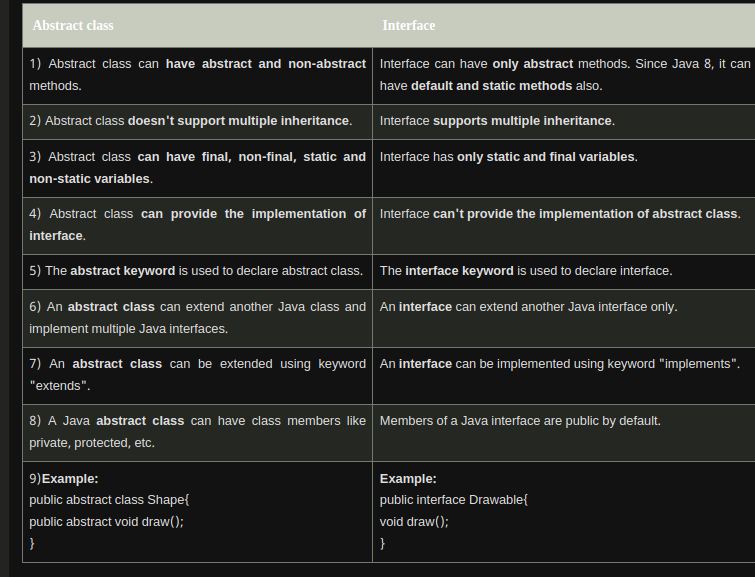 Abstract class
Interface
1) Abstract class can have abstract and non-abstract
methods.
Interface can have only abstract methods. Since Java 8, it can
have default and static methods also.
2) Abstract class doesn't support multiple inheritance.
Interface supports multiple inheritance.
3) Abstract class can have final, non-final, static and
non-static variables.
Interface has only static and final variables.
4) Abstract class can provide the implementation of
interface.
Interface can't provide the implementation of abstract class.
5) The abstract keyword is used to declare abstract class.
The interface keyword is used to declare interface.
6) An abstract class can extend another Java class and
implement multiple Java interfaces.
An interface can extend another Java interface only.
7) An abstract class can be extended using keyword
"extends".
An interface can be implemented using keyword "implements".
8) A Java abstract class can have class members like
private, protected, etc.
Members of a Java interface are public by default.
9)Example:
public abstract class Shape{
public abstract void draw();
}
Example:
public interface Drawable{
void draw();
}